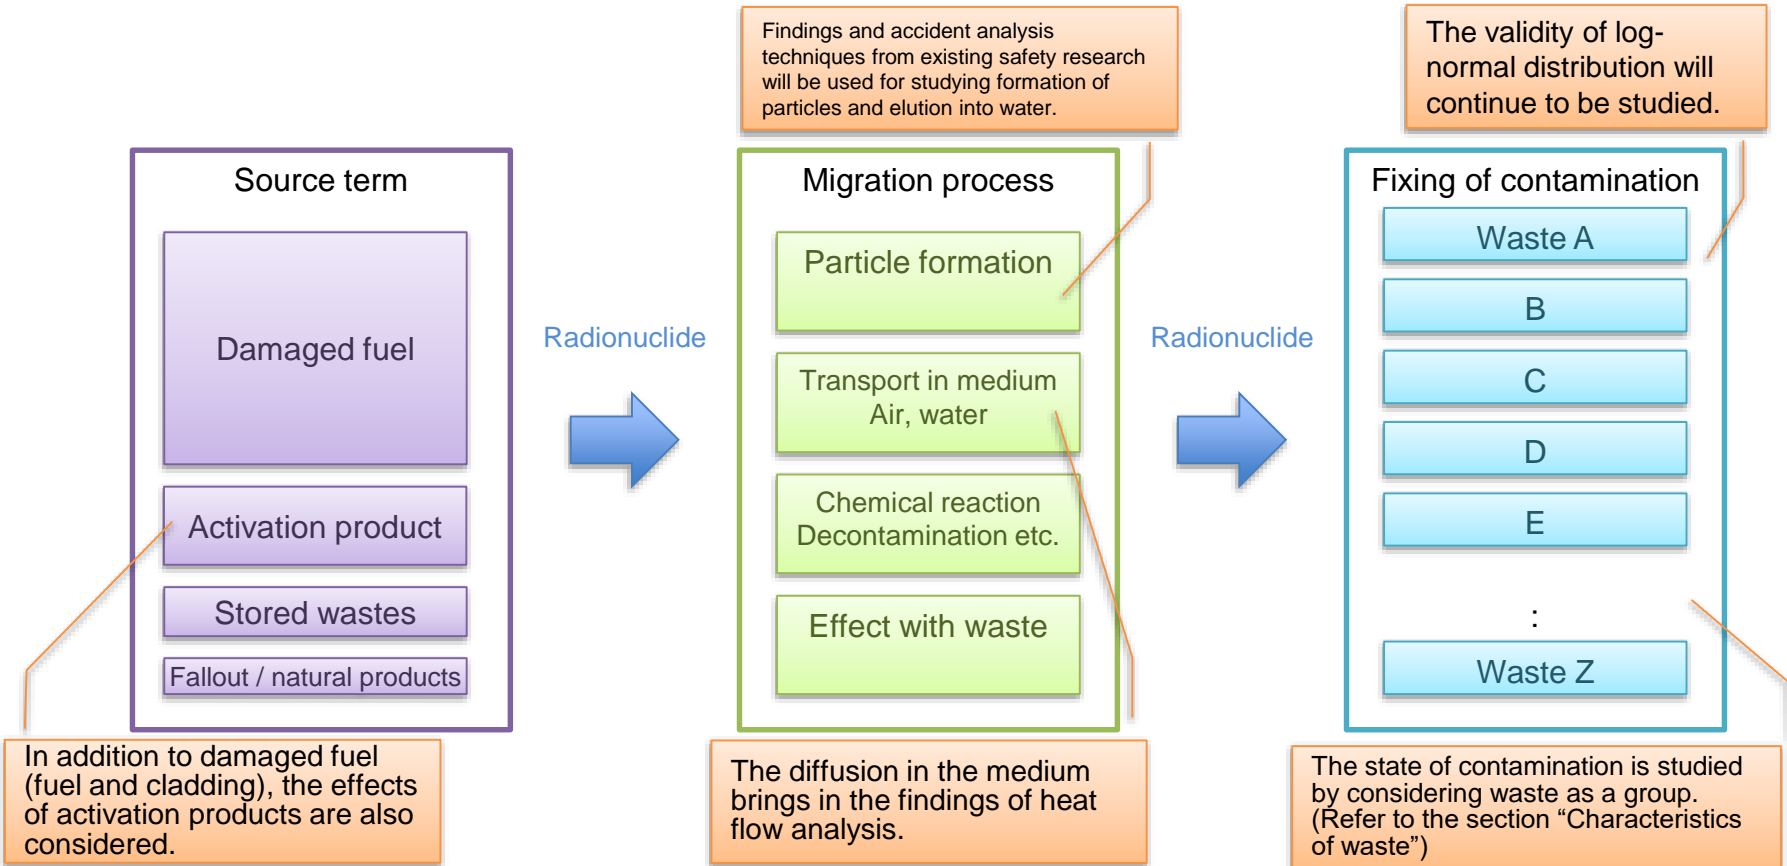 Findings and accident analysis
techniques from existing safety research
will be used for studying formation of
particles and elution into water.
The validity of log-
normal distribution will
continue to be studied.
Source term
Damaged fuel
Activation product
Stored wastes
Fallout / natural products
Radionuclide
Migration process
Particle formation
Transport in medium
Air, water
Chemical reaction
Decontamination etc.
Effect with waste
Radionuclide
Fixing of contamination
Waste A
B
C
D
E
:
Waste Z
In addition to damaged fuel
(fuel and cladding), the effects
of activation products are also
considered.
The diffusion in the medium
brings in the findings of heat
flow analysis.
The state of contamination is studied
by considering waste as a group.
(Refer to the section “Characteristics
of waste”)